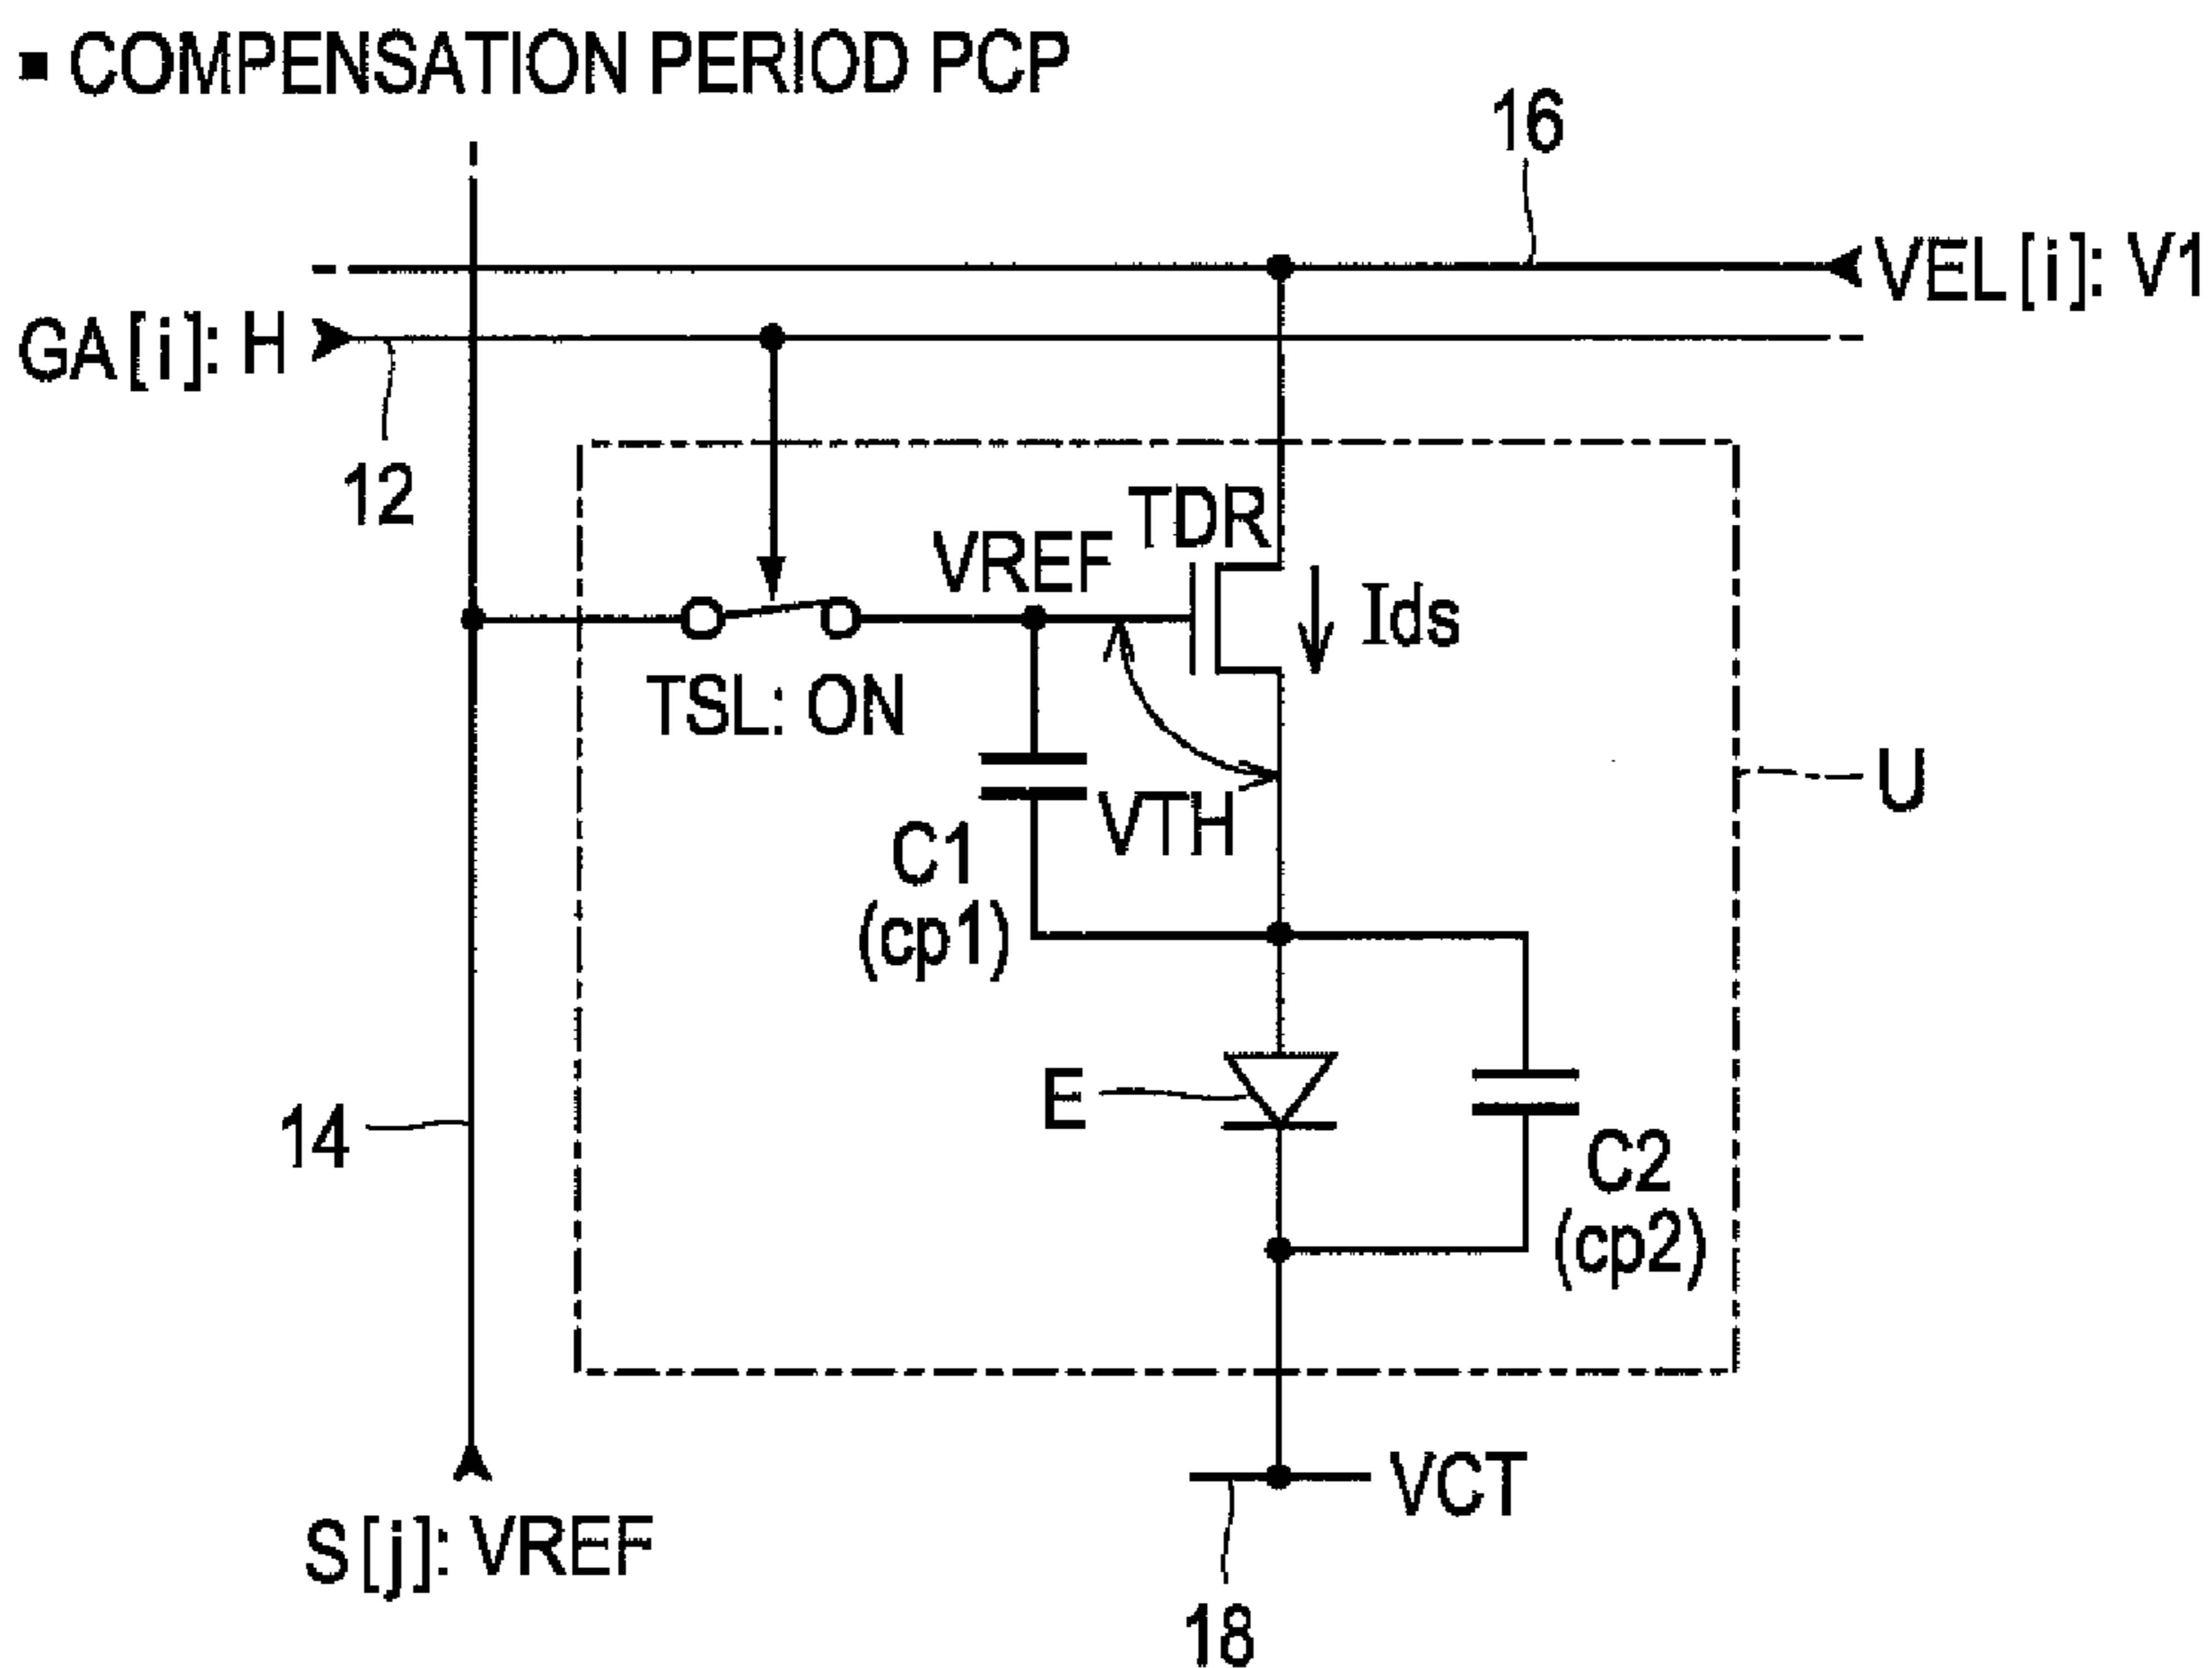 ▪ COMPENSATION PERIOD PCP
16
VEL[i]: V1
GA[i]: H
12
TDR
VREF
Ids
TSL: ON
U
VTH
C1
(cp1)
E
14
C2
(cp2)
VCT
S[j]: VREF
18